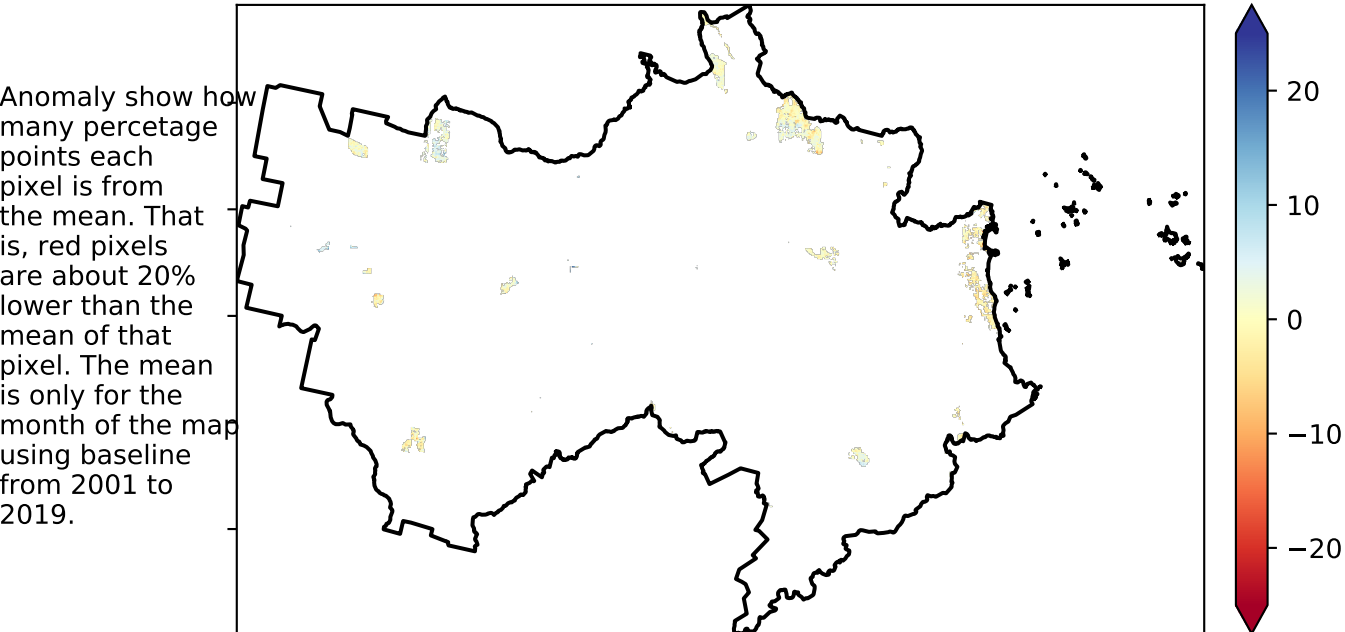 Anomaly show how
many percetage
points each
pixel is from
the mean. That
is, red pixels
are about 20%
lower than the
mean of that
pixel. The mean
is only for the
month of the map
using baseline
from 2001 to
2019.
20
10
0
−10
−20